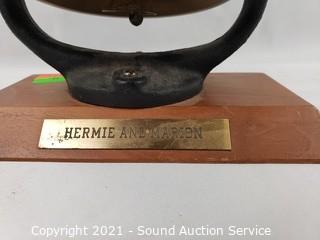 HERMIE AND MARION
Copyright 2021 - Sound Auction Service